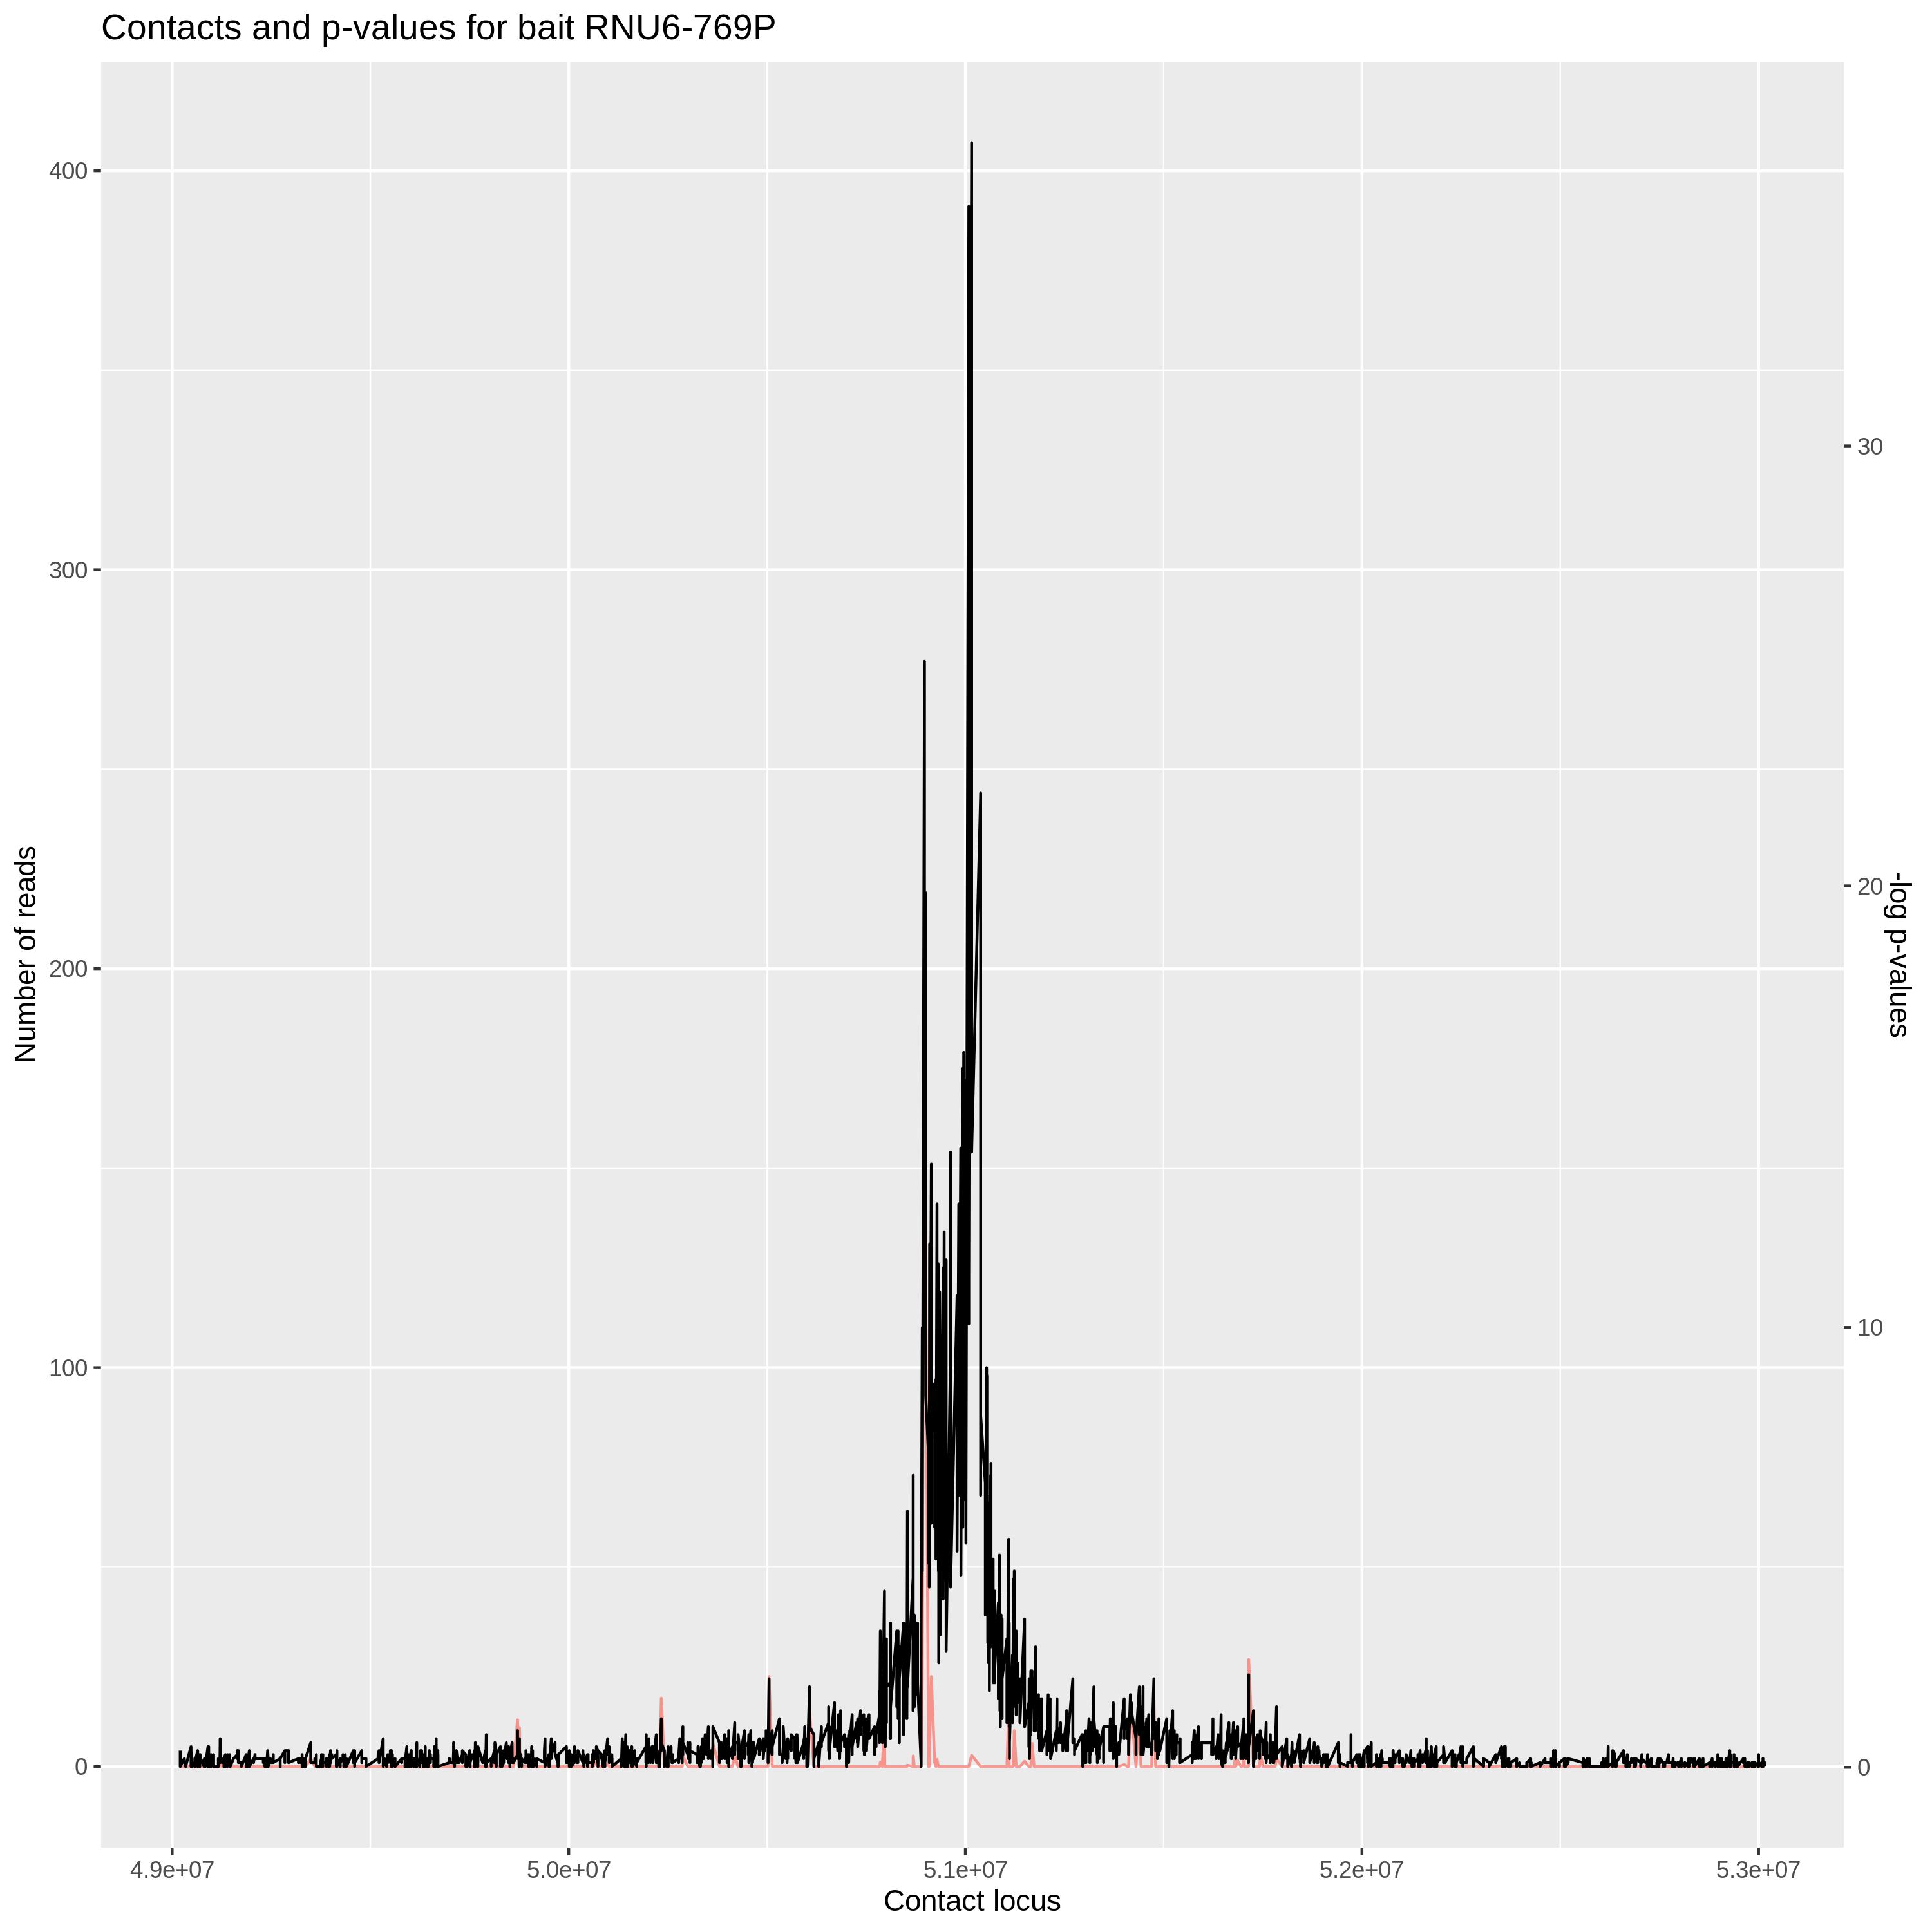 Contacts and p-values for bait RNU6-769P
400
300
200
100
0
Number of reads
30
20
10
0
-log p-values
4.9e+07
5.0e+07
5.1e+07
5.2e+07
5.3e+07
Contact locus